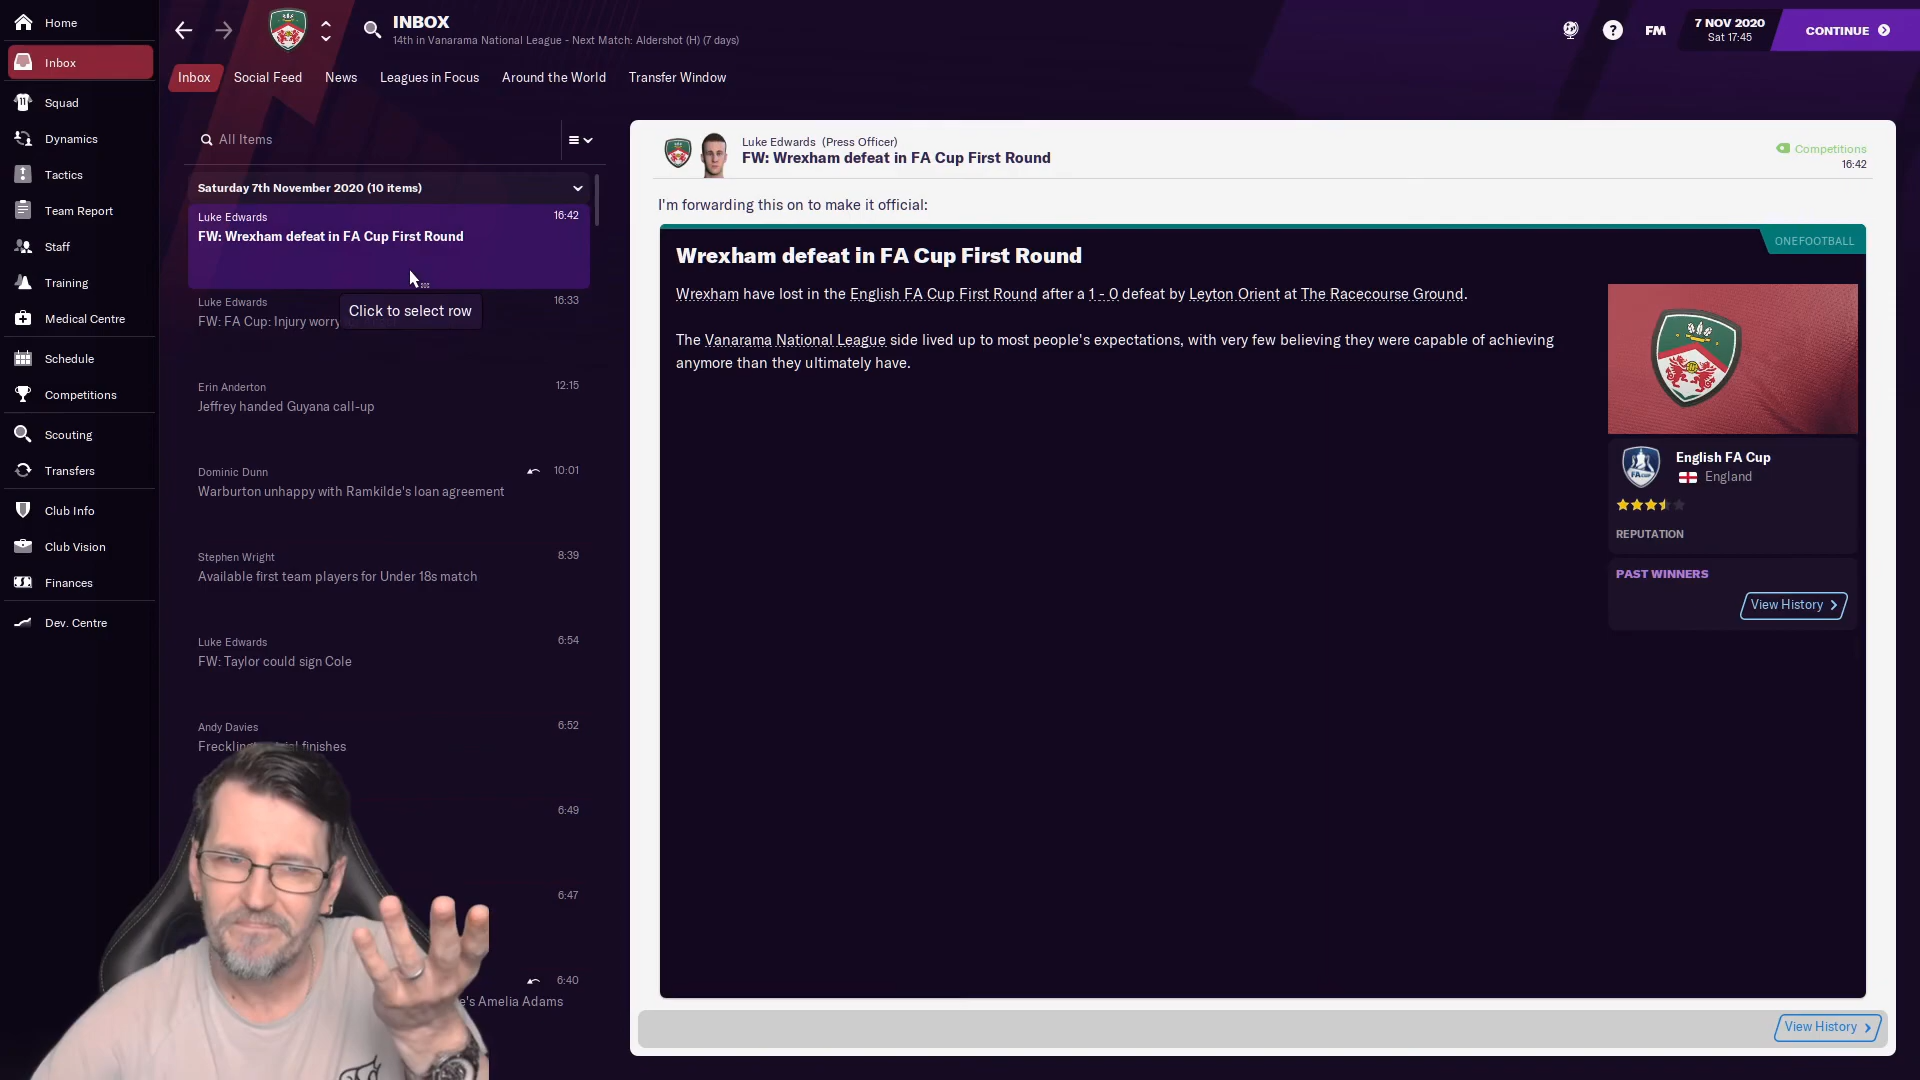 Home
Inbox
Squad
Dynamics
Tactics
Team Report
Staff
Training
Medical Centre
Schedule
Competitions
Scouting
Transfers
Club Info
Club Vision
Finances
Dev. Centre
INBOX
14th in Vanarama National League - Next Match: Aldershot (H) (7 days)
FM
7 NOV 2020
Sat 17:45
CONTINUE
Inbox Social Feed News Leagues in Focus Around the World Transfer Window
All Items
Saturday 7th November 2020 (10 items)
Luke Edwards 16:42
FW: Wrexham defeat in FA Cup First Round
Luke Edwards 16:33
FW: FA Cup: Injury worry
Click to select row
Erin Anderton 12:15
Jeffrey handed Guyana call-up
Dominic Dunn 10:01
Warburton unhappy with Ramkilde's loan agreement
Stephen Wright 8:39
Available first team players for Under 18s match
Luke Edwards 6:54
FW: Taylor could sign Cole
Andy Davies 6:52
finishes
6:49
6:47
6:40
Amelia Adams
Luke Edwards (Press Officer)
FW: Wrexham defeat in FA Cup First Round
Competitions
16:42
I'm forwarding this on to make it official:
ONEFOOTBALL
Wrexham defeat in FA Cup First Round
Wrexham have lost in the English FA Cup First Round after a 1 - 0 defeat by Leyton Orient at The Racecourse Ground.
The Vanarama National League side lived up to most people's expectations, with very few believing they were capable of achieving
anymore than they ultimately have.
English FA Cup
England
REPUTATION
PAST WINNERS
View History
View History